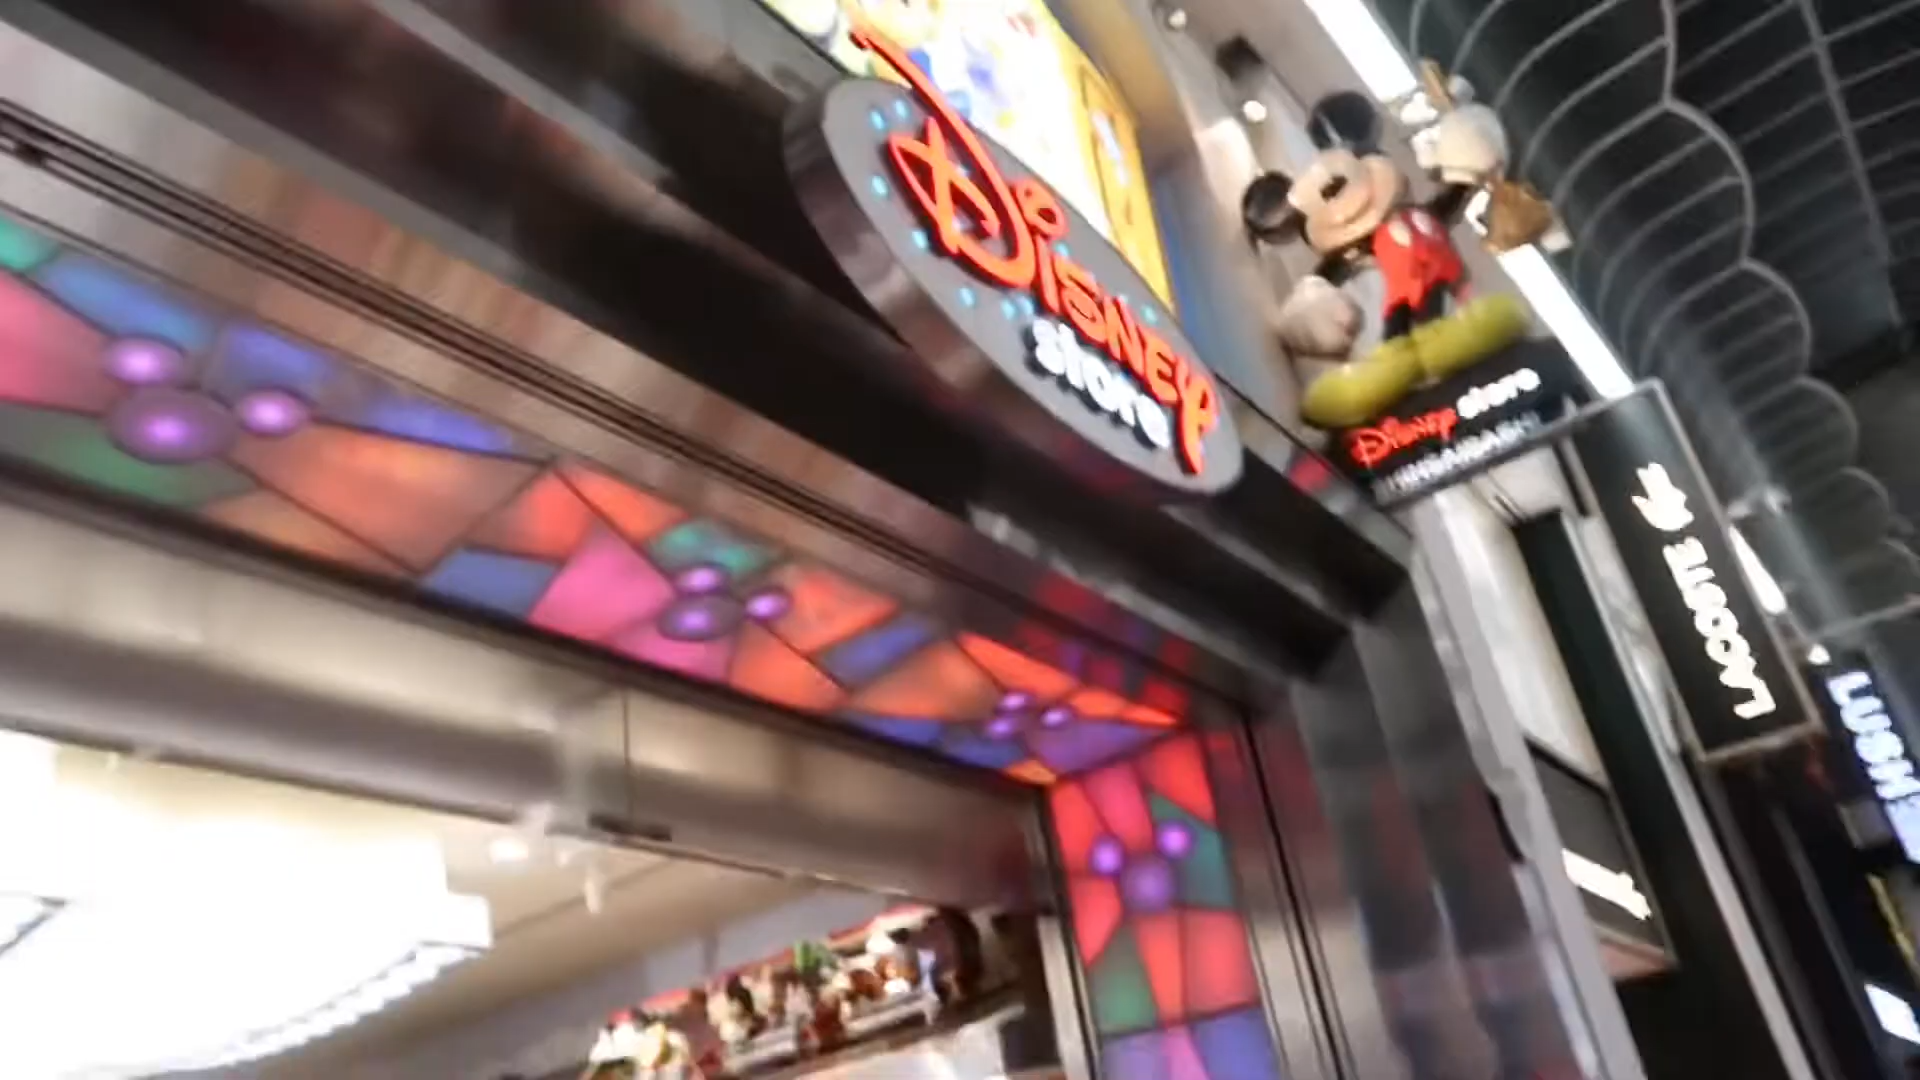 Disney
store
Disney store
SHINSAIBASHI
LACOSTE
LUSH